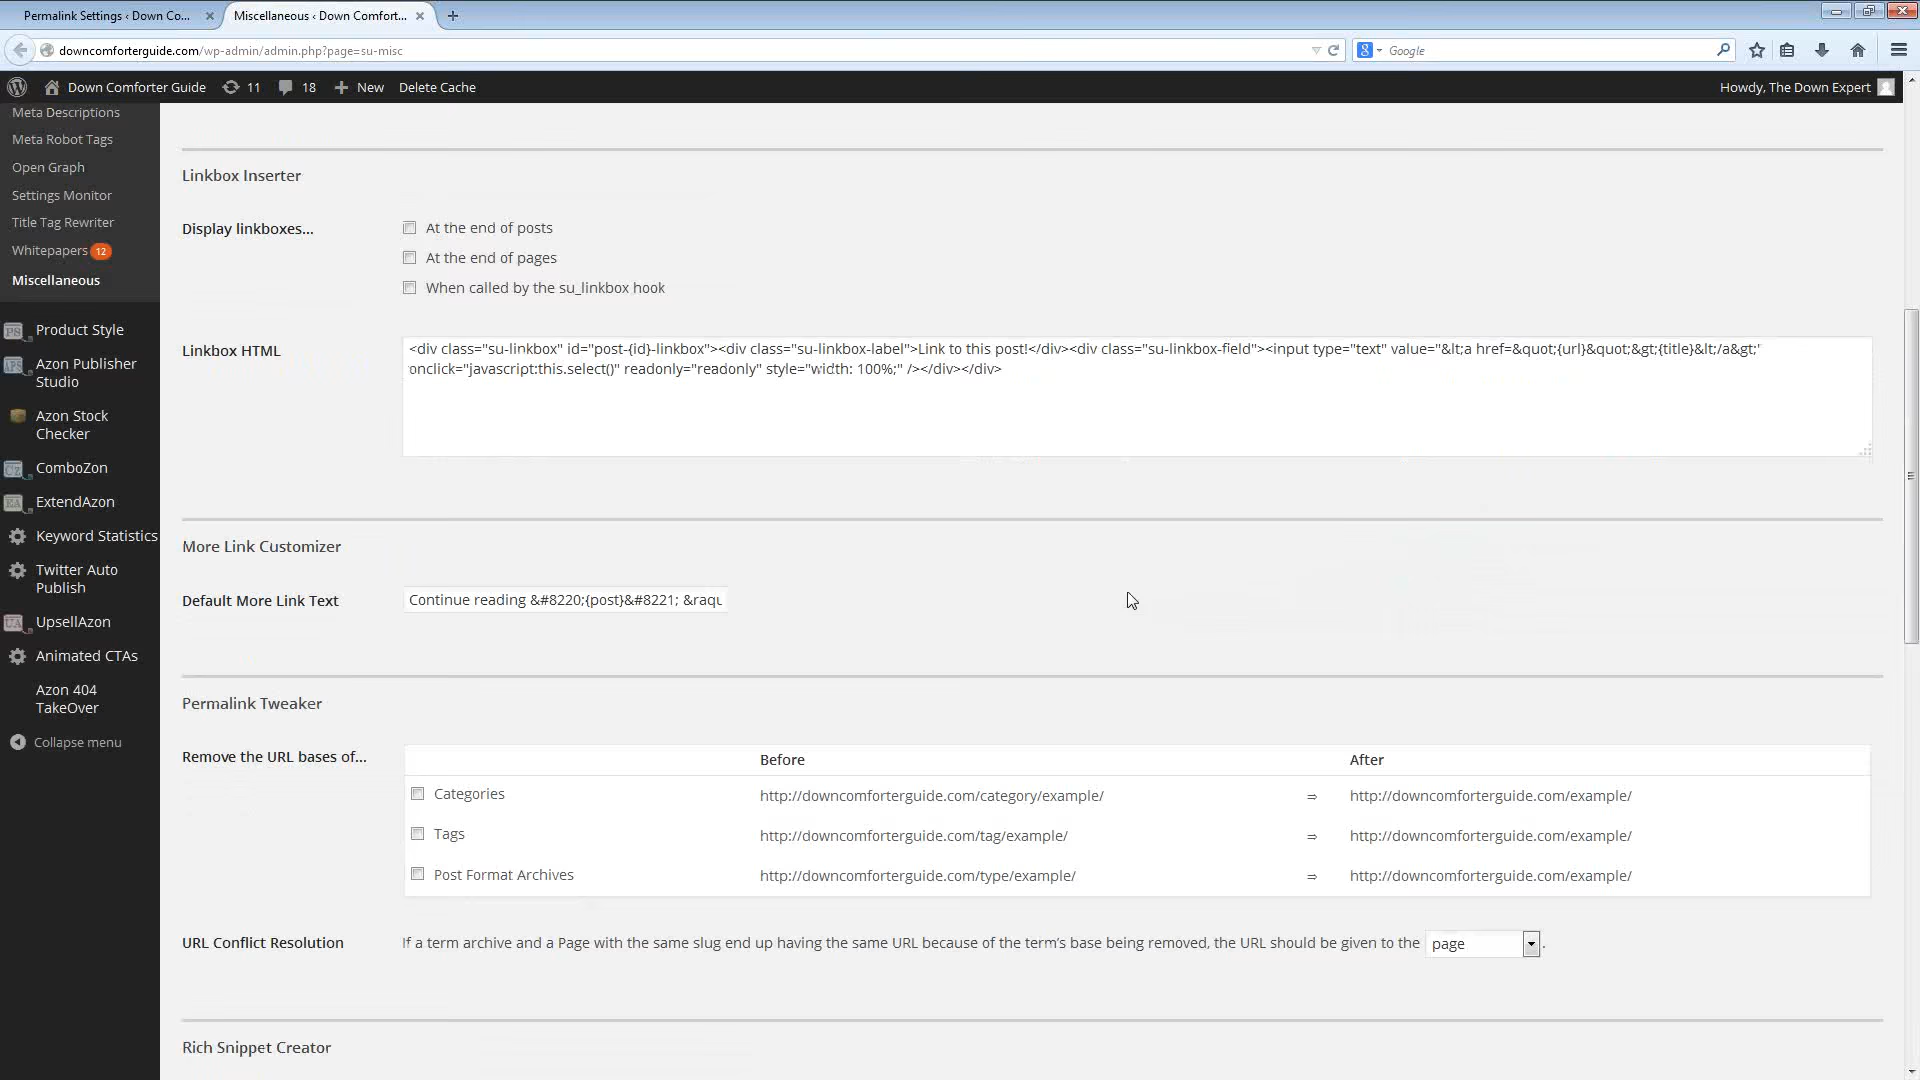 Permalink Settings ‹ Down Co...
Miscellaneous ‹ Down Comfort...
downcomforterguide.com/wp-admin/admin.php?page=su-misc
Google
Down Comforter Guide
11
18
New
Delete Cache
Howdy, The Down Expert
Meta Descriptions
Meta Robot Tags
Open Graph
Settings Monitor
Title Tag Rewriter
Whitepapers 12
Miscellaneous
Product Style
Azon Publisher
Studio
Azon Stock
Checker
ComboZon
ExtendAzon
Keyword Statistics
Twitter Auto
Publish
UpsellAzon
Animated CTAs
Azon 404
TakeOver
Collapse menu
Linkbox Inserter
Display linkboxes...
At the end of posts
At the end of pages
When called by the su_linkbox hook
Linkbox HTML
<div class="su-linkbox" id="post-{id}-linkbox"><div class="su-linkbox-label">Link to this post!</div><div class="su-linkbox-field"><input type="text" value="&lt;a href=&quot;{url}&quot;&gt;{title}&lt;/a&gt;"
onclick="javascript:this.select()" readonly="readonly" style="width: 100%;" /></div></div>
More Link Customizer
Default More Link Text
Continue reading &#8220;{post}&#8221; &raqu
Permalink Tweaker
Remove the URL bases of...
Before
After
Categories
http://downcomforterguide.com/category/example/
⇒
http://downcomforterguide.com/example/
Tags
http://downcomforterguide.com/tag/example/
⇒
http://downcomforterguide.com/example/
Post Format Archives
http://downcomforterguide.com/type/example/
⇒
http://downcomforterguide.com/example/
URL Conflict Resolution
If a term archive and a Page with the same slug end up having the same URL because of the term's base being removed, the URL should be given to the page .
Rich Snippet Creator